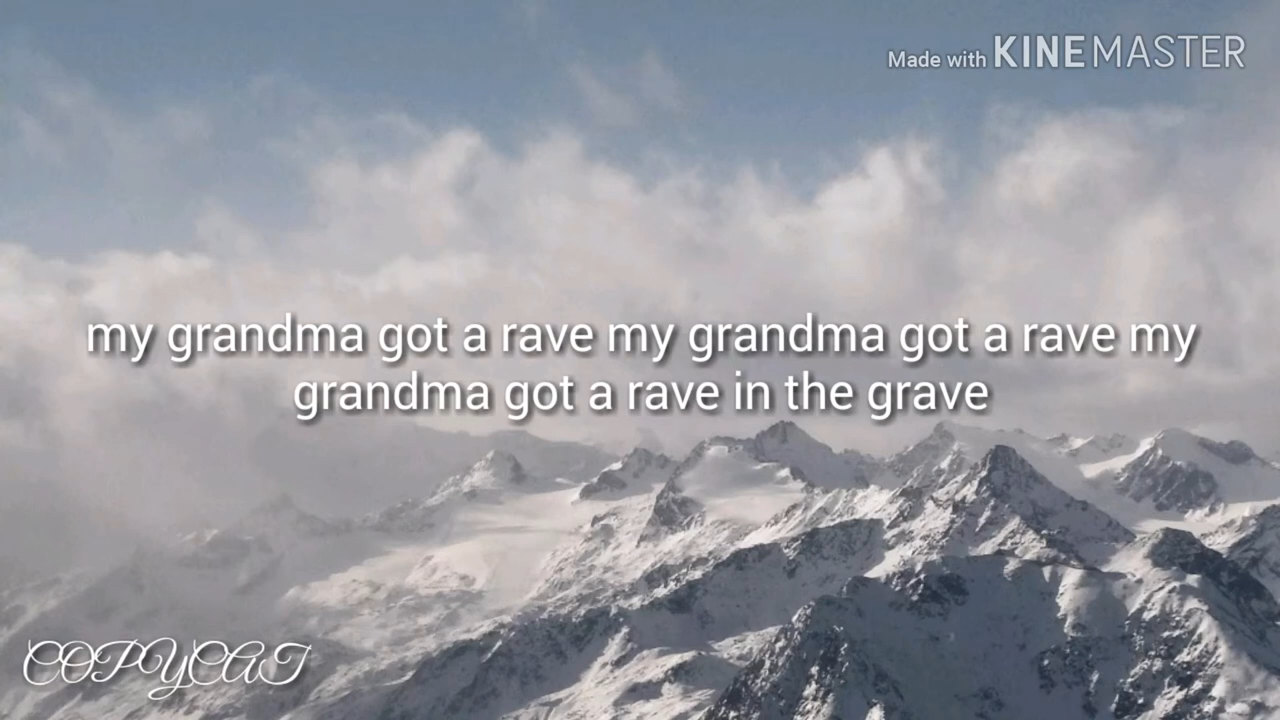 Made with KINEMASTER
my grandma got a rave my grandma got a rave my
grandma got a rave in the grave
COPYCAT